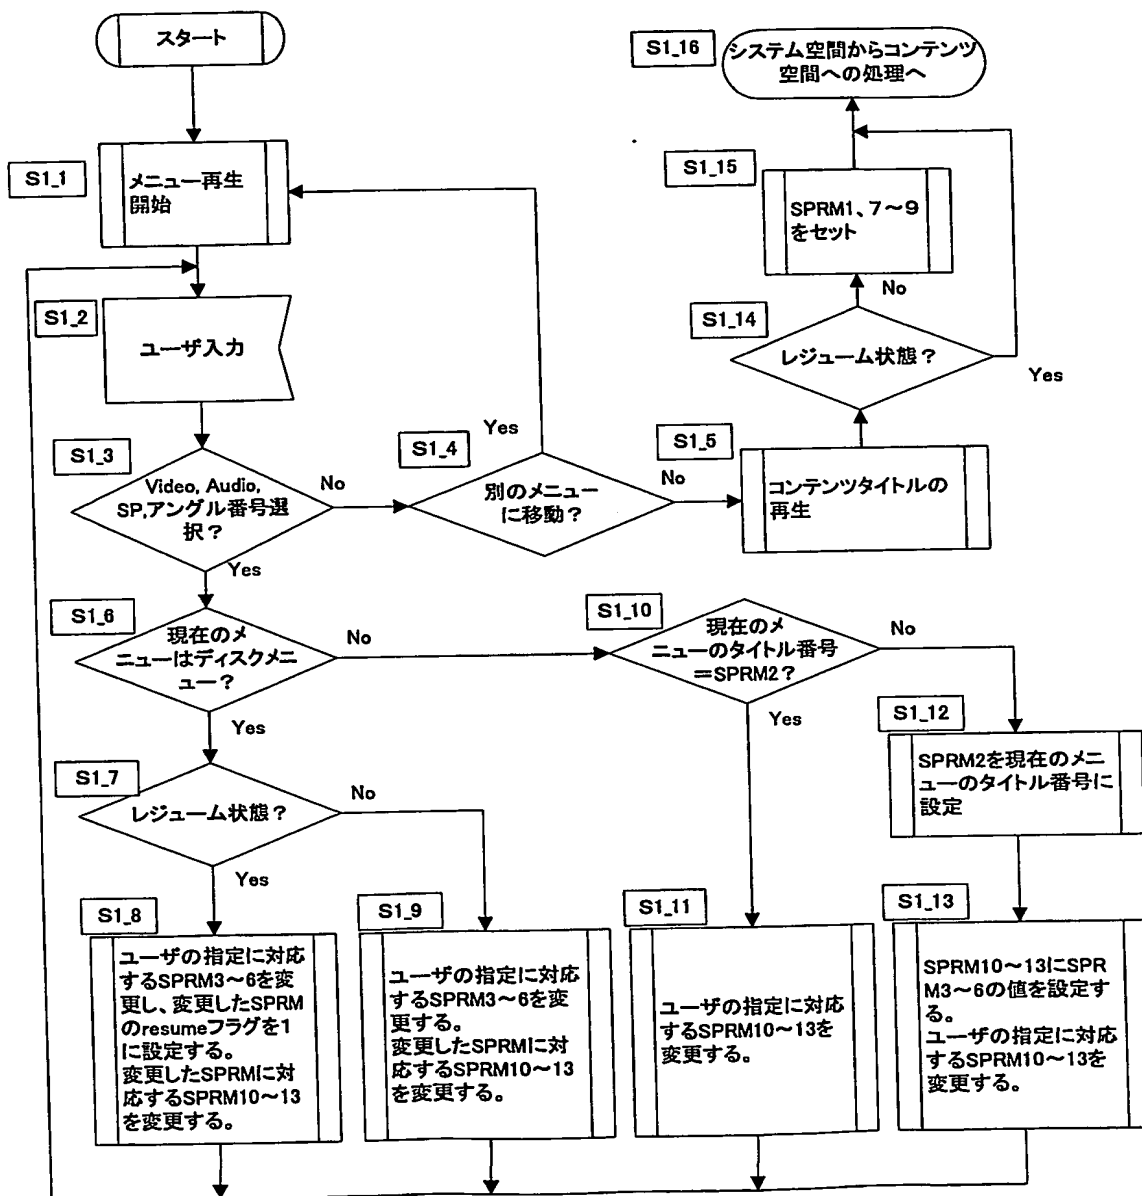 スタート
S1_1
メニュー再生
開始
S1_2
ユーザ入力
S1_3
Video, Audio,
SP,アングル番号選
択？
No
Yes
S1_4
別のメニュー
に移動？
Yes
No
S1_5
コンテンツタイトルの
再生
S1_14
レジューム状態？
No
Yes
S1_15
SPRM1、7～9
をセット
S1_16
システム空間からコンテンツ
空間への処理へ
S1_6
現在のメ
ニューはディスクメニ
ュー？
No
Yes
S1_10
現在のメ
ニューのタイトル番号
＝SPRM2？
No
Yes
S1_12
SPRM2を現在のメニ
ューのタイトル番号に
設定
S1_7
レジューム状態？
No
Yes
S1_8
ユーザの指定に対応
するSPRM3～6を変
更し、変更したSPRM
のresumeフラグを1
に設定する。
変更したSPRMに対
応するSPRM10～13
を変更する。
S1_9
ユーザの指定に対応
するSPRM3～6を変
更する。
変更したSPRMに対
応するSPRM10～13
を変更する。
S1_11
ユーザの指定に対応
するSPRM10～13を
変更する。
S1_13
SPRM10～13にSPR
M3～6の値を設定す
る。
ユーザの指定に対応
するSPRM10～13を
変更する。